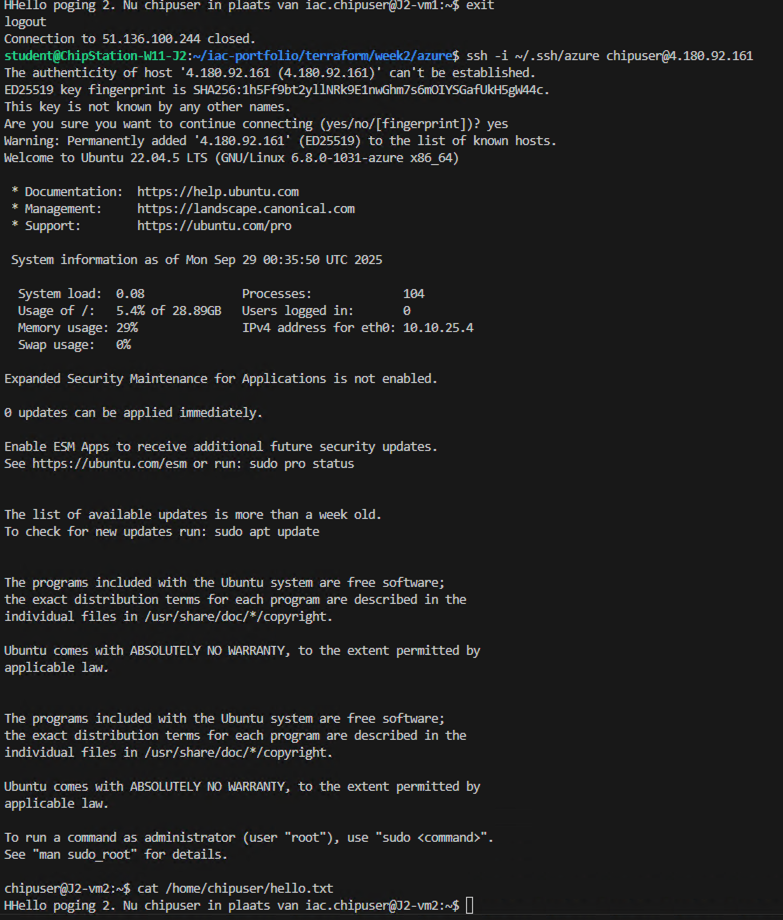 HHello poging 2. Nu chipuser in plaats van iac.chipuser@J2-vm1:~$ exit
logout
Connection to 51.136.100.244 closed.
student@ChipStation-W11-J2:~/iac-portfolio/terraform/week2/azure$ ssh -i ~/.ssh/azure chipuser@4.180.92.161
The authenticity of host '4.180.92.161 (4.180.92.161)' can't be established.
ED25519 key fingerprint is SHA256:1h5Ff9bt2yllNRk9E1nwGhm7s6mOIYSGafUkH5gW44c.
This key is not known by any other names.
Are you sure you want to continue connecting (yes/no/[fingerprint])? yes
Warning: Permanently added '4.180.92.161' (ED25519) to the list of known hosts.
Welcome to Ubuntu 22.04.5 LTS (GNU/Linux 6.8.0-1031-azure x86_64)
* Documentation:  https://help.ubuntu.com
* Management:     https://landscape.canonical.com
* Support:        https://ubuntu.com/pro
System information as of Mon Sep 29 00:35:50 UTC 2025
System load:  0.08              Processes:             104
Usage of /:   5.4% of 28.89GB   Users logged in:       0
Memory usage: 29%               IPv4 address for eth0: 10.10.25.4
Swap usage:   0%
Expanded Security Maintenance for Applications is not enabled.
0 updates can be applied immediately.
Enable ESM Apps to receive additional future security updates.
See https://ubuntu.com/esm or run: sudo pro status
The list of available updates is more than a week old.
To check for new updates run: sudo apt update
The programs included with the Ubuntu system are free software;
the exact distribution terms for each program are described in the
individual files in /usr/share/doc/*/copyright.
Ubuntu comes with ABSOLUTELY NO WARRANTY, to the extent permitted by
applicable law.
The programs included with the Ubuntu system are free software;
the exact distribution terms for each program are described in the
individual files in /usr/share/doc/*/copyright.
Ubuntu comes with ABSOLUTELY NO WARRANTY, to the extent permitted by
applicable law.
To run a command as administrator (user "root"), use "sudo <command>".
See "man sudo_root" for details.
chipuser@J2-vm2:~$ cat /home/chipuser/hello.txt
HHello poging 2. Nu chipuser in plaats van iac.chipuser@J2-vm2:~$